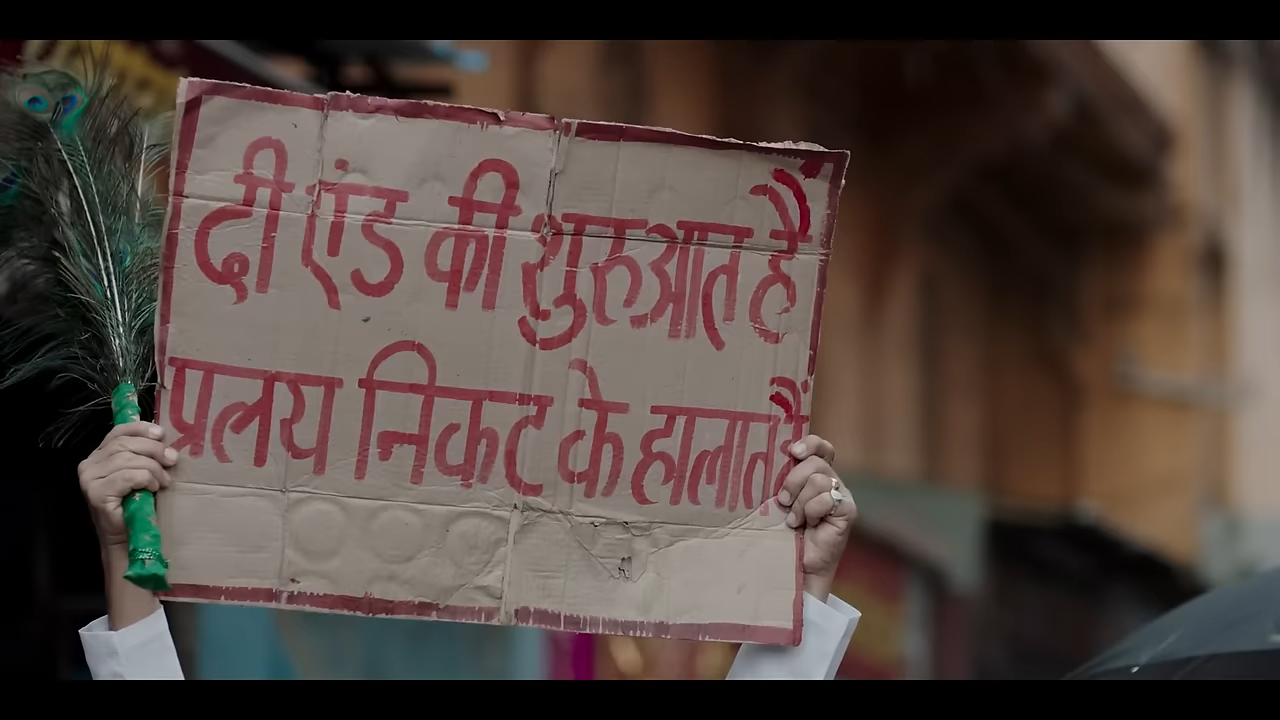 दी एंड की शुरुआत है
प्रलय निकट के हालात हैं